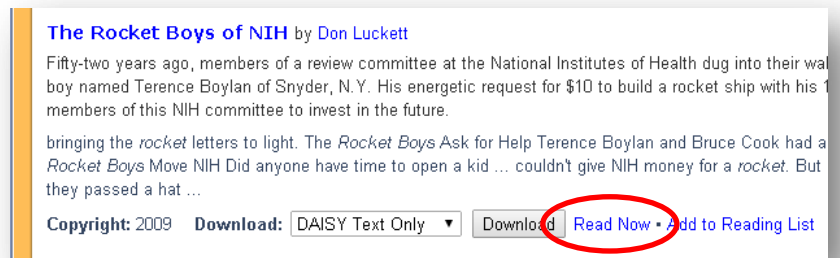 The Rocket Boys of NIH by Don Luckett
Fifty-two years ago, members of a review committee at the National Institutes of Health dug into their wal
boy named Terence Boylan of Snyder, N.Y. His energetic request for $10 to build a rocket ship with his 1
members of this NIH committee to invest in the future.
bringing the rocket letters to light. The Rocket Boys Ask for Help Terence Boylan and Bruce Cook had a
Rocket Boys Move NIH Did anyone have time to open a kid ... couldn't give NIH money for a rocket. But
they passed a hat ...
Copyright: 2009 Download: DAISY Text Only Download Read Now • Add to Reading List